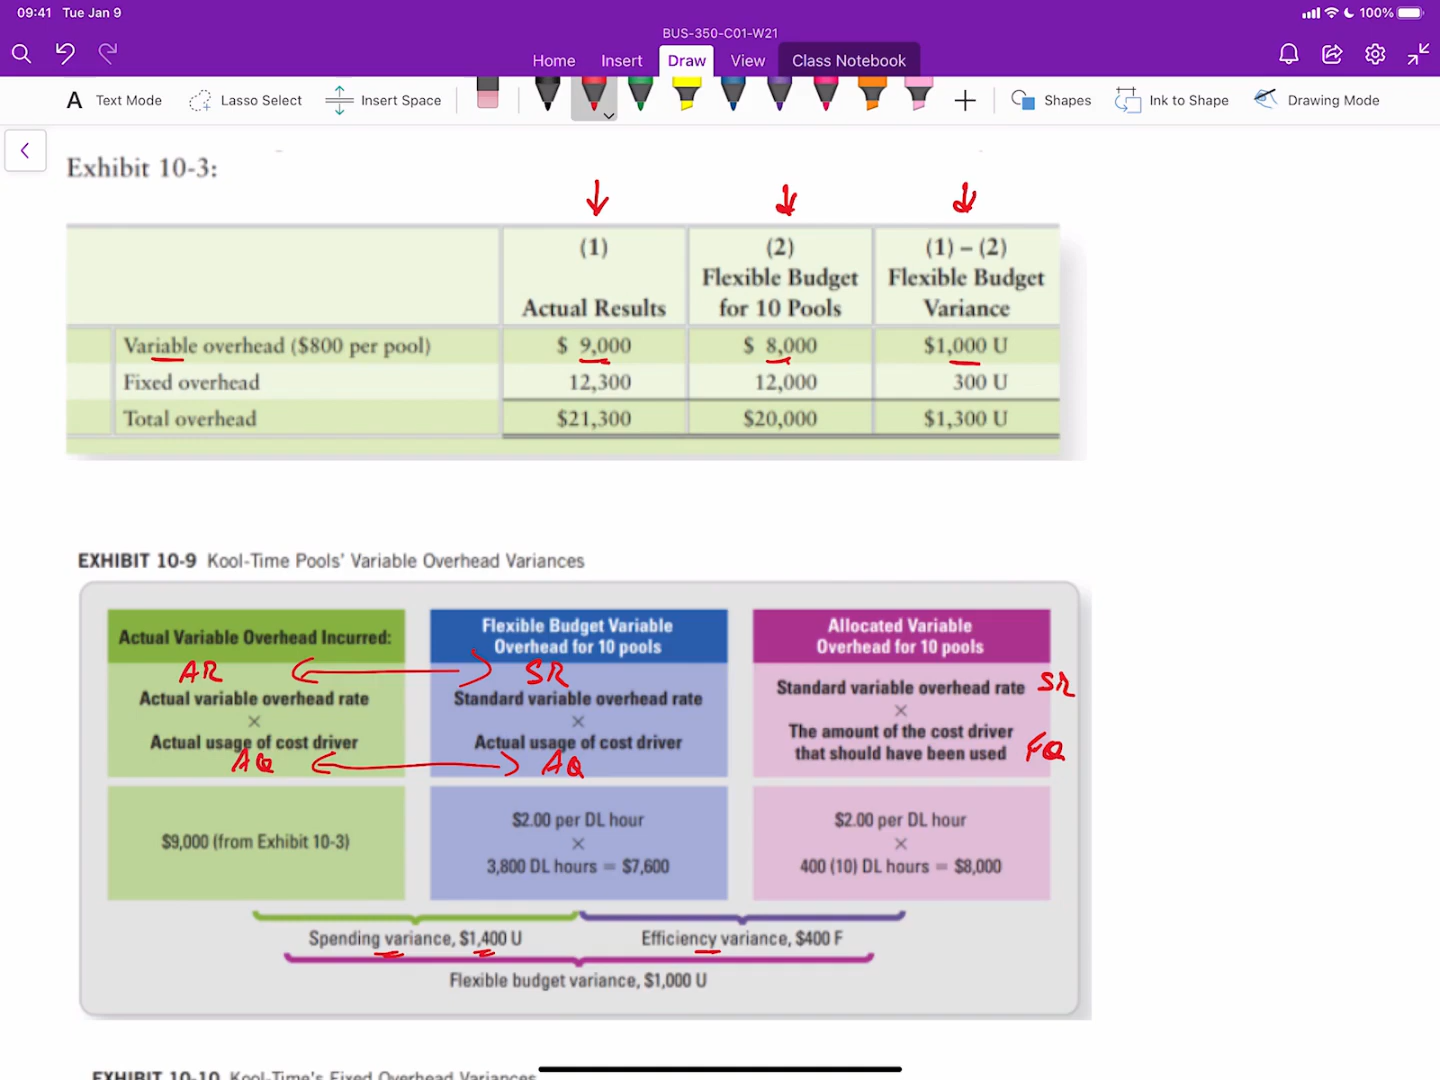 09:41 Tue Jan 9
100%
BUS-350-C01-W21
Home Insert Draw View Class Notebook
A Text Mode Lasso Select Insert Space Shapes Ink to Shape Drawing Mode
Exhibit 10-3:
(1) (2) (1) – (2)
Flexible Budget Flexible Budget
Actual Results for 10 Pools Variance
Variable overhead ($800 per pool) $ 9,000 $ 8,000 $1,000 U
Fixed overhead 12,300 12,000 300 U
Total overhead $21,300 $20,000 $1,300 U
EXHIBIT 10-9 Kool-Time Pools' Variable Overhead Variances
Actual Variable Overhead Incurred:
AR
Actual variable overhead rate
×
Actual usage of cost driver
AQ
$9,000 (from Exhibit 10-3)
Flexible Budget Variable
Overhead for 10 pools
SR
Standard variable overhead rate
×
Actual usage of cost driver
AQ
$2.00 per DL hour
×
3,800 DL hours = $7,600
Allocated Variable
Overhead for 10 pools
Standard variable overhead rate SR
×
The amount of the cost driver
that should have been used FQ
$2.00 per DL hour
×
400 (10) DL hours = $8,000
Spending variance, $1,400 U Efficiency variance, $400 F
Flexible budget variance, $1,000 U
EXHIBIT 10-10 Kool-Time's Fixed Overhead Variances